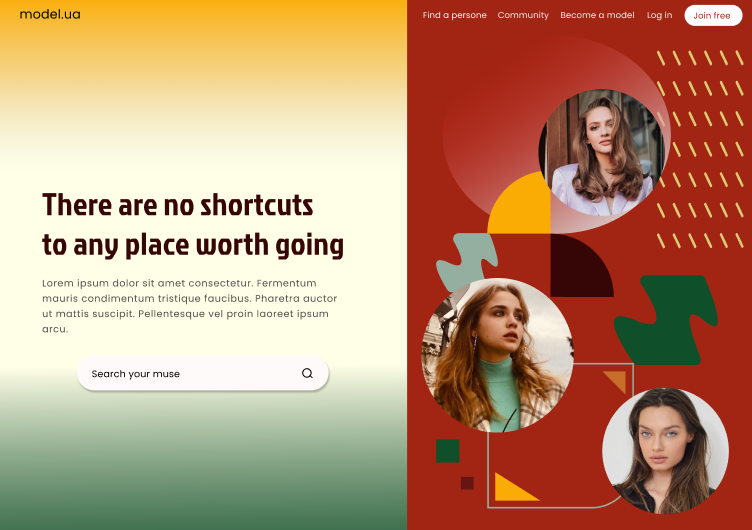 model.ua
Find a persone
Community
Become a model
Log in
Join free
There are no shortcuts
to any place worth going
Lorem ipsum dolor sit amet consectetur. Fermentum
mauris condimentum tristique faucibus. Pharetra auctor
ut mattis suscipit. Pellentesque vel proin laoreet ipsum
arcu.
Search your muse